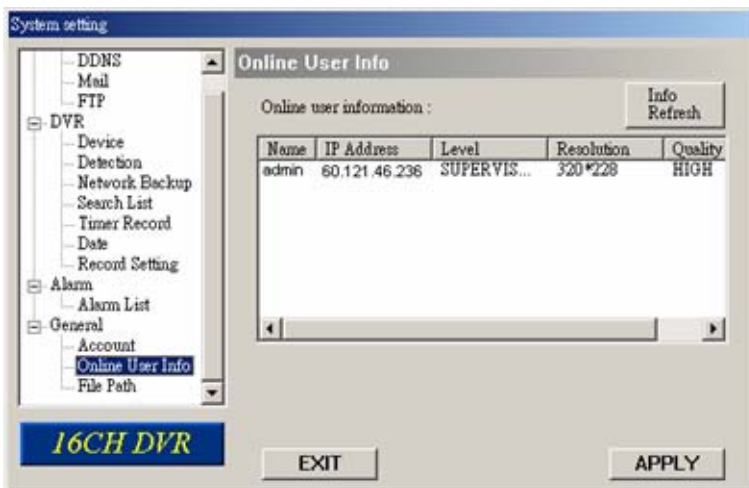 System setting
DDNS
Mail
FTP
DVR
Device
Detection
Network Backup
Search List
Timer Record
Date
Record Setting
Alarm
Alarm List
General
Account
Online User Info
File Path
16CH DVR
Online User Info
Online user information :
Info
Refresh
Name IP Address Level Resolution Quality
admin 60.121.46.236 SUPERVIS... 320*228 HIGH
EXIT APPLY